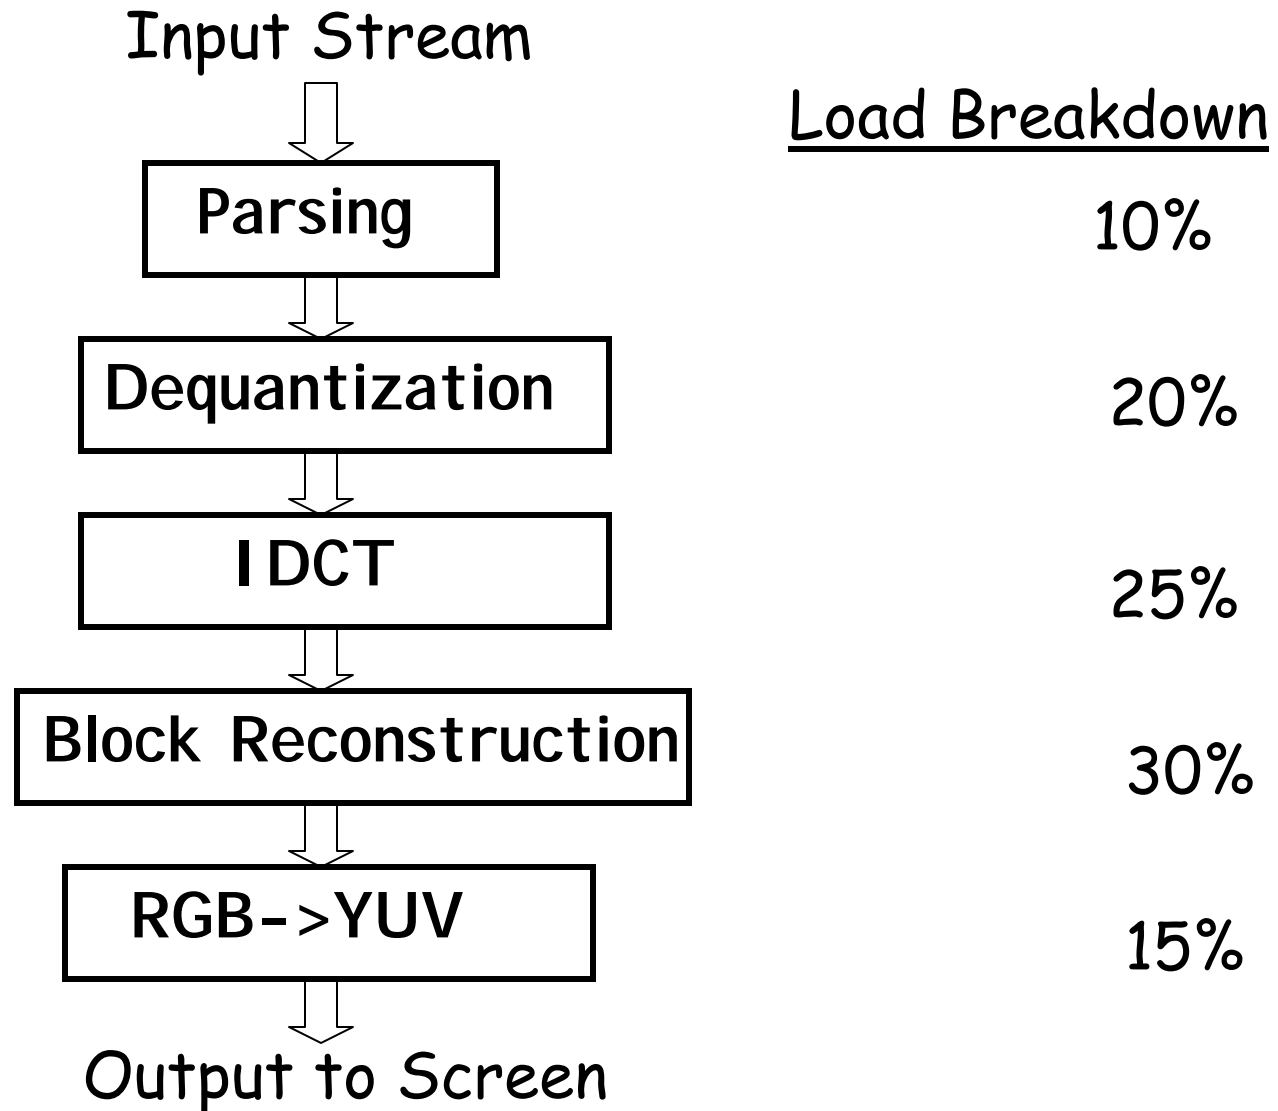 Input Stream
Load Breakdown
Parsing
10%
Dequantization
20%
IDCT
25%
Block Reconstruction
30%
RGB->YUV
15%
Output to Screen